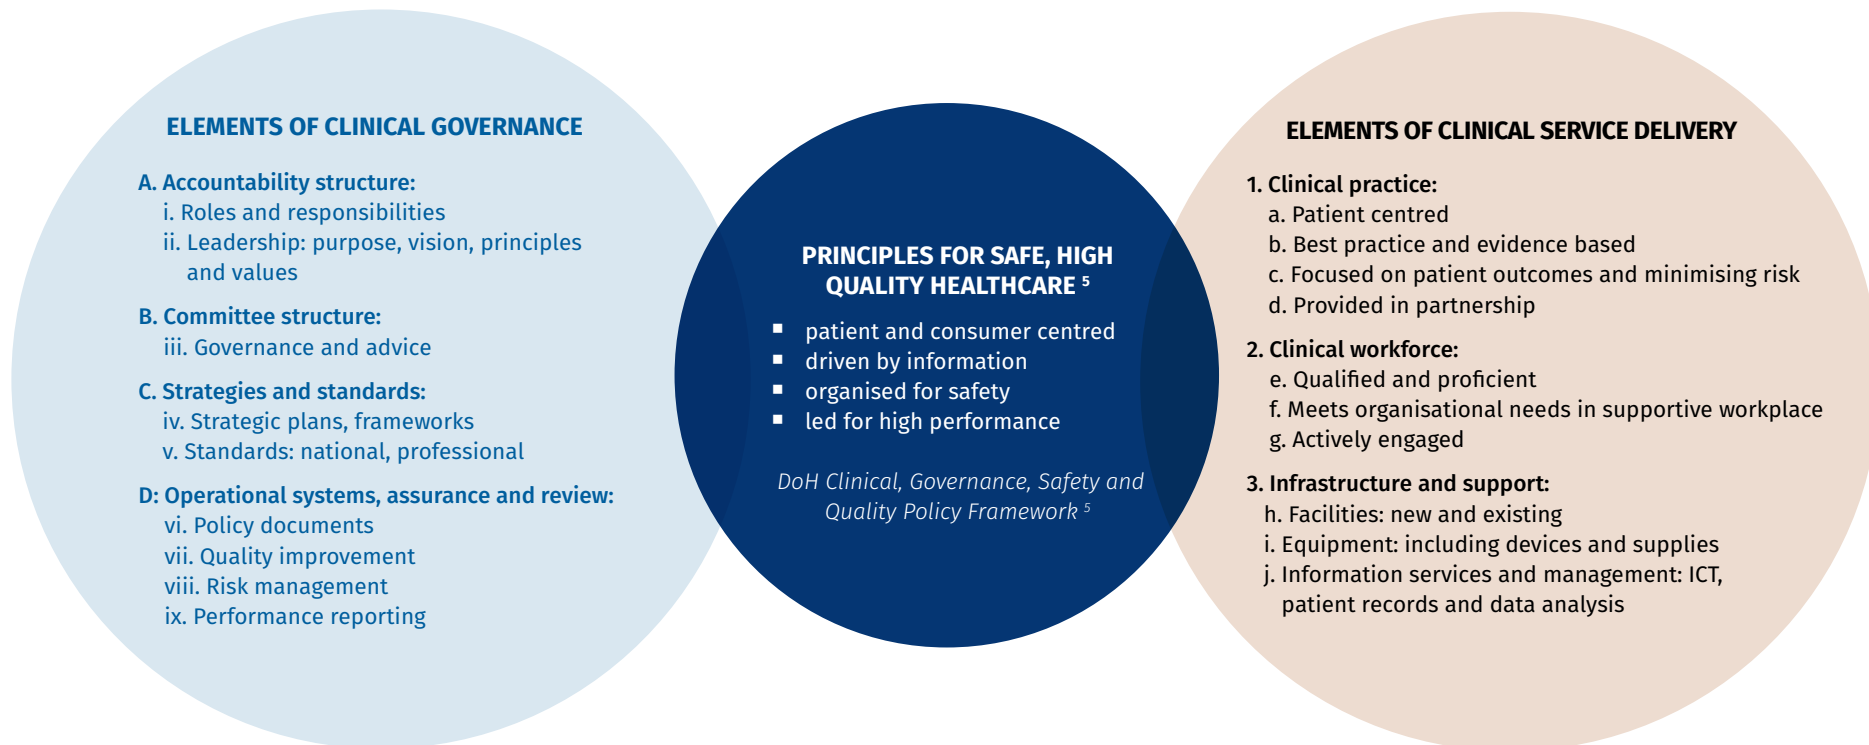 ELEMENTS OF CLINICAL GOVERNANCE
A. Accountability structure:
i. Roles and responsibilities
ii. Leadership: purpose, vision, principles
and values
B. Committee structure:
iii. Governance and advice
C. Strategies and standards:
iv. Strategic plans, frameworks
v. Standards: national, professional
D: Operational systems, assurance and review:
vi. Policy documents
vii. Quality improvement
viii. Risk management
ix. Performance reporting
PRINCIPLES FOR SAFE, HIGH
QUALITY HEALTHCARE 5
▪ patient and consumer centred
▪ driven by information
▪ organised for safety
▪ led for high performance
DoH Clinical, Governance, Safety and
Quality Policy Framework 5
ELEMENTS OF CLINICAL SERVICE DELIVERY
1. Clinical practice:
a. Patient centred
b. Best practice and evidence based
c. Focused on patient outcomes and minimising risk
d. Provided in partnership
2. Clinical workforce:
e. Qualified and proficient
f. Meets organisational needs in supportive workplace
g. Actively engaged
3. Infrastructure and support:
h. Facilities: new and existing
i. Equipment: including devices and supplies
j. Information services and management: ICT,
patient records and data analysis